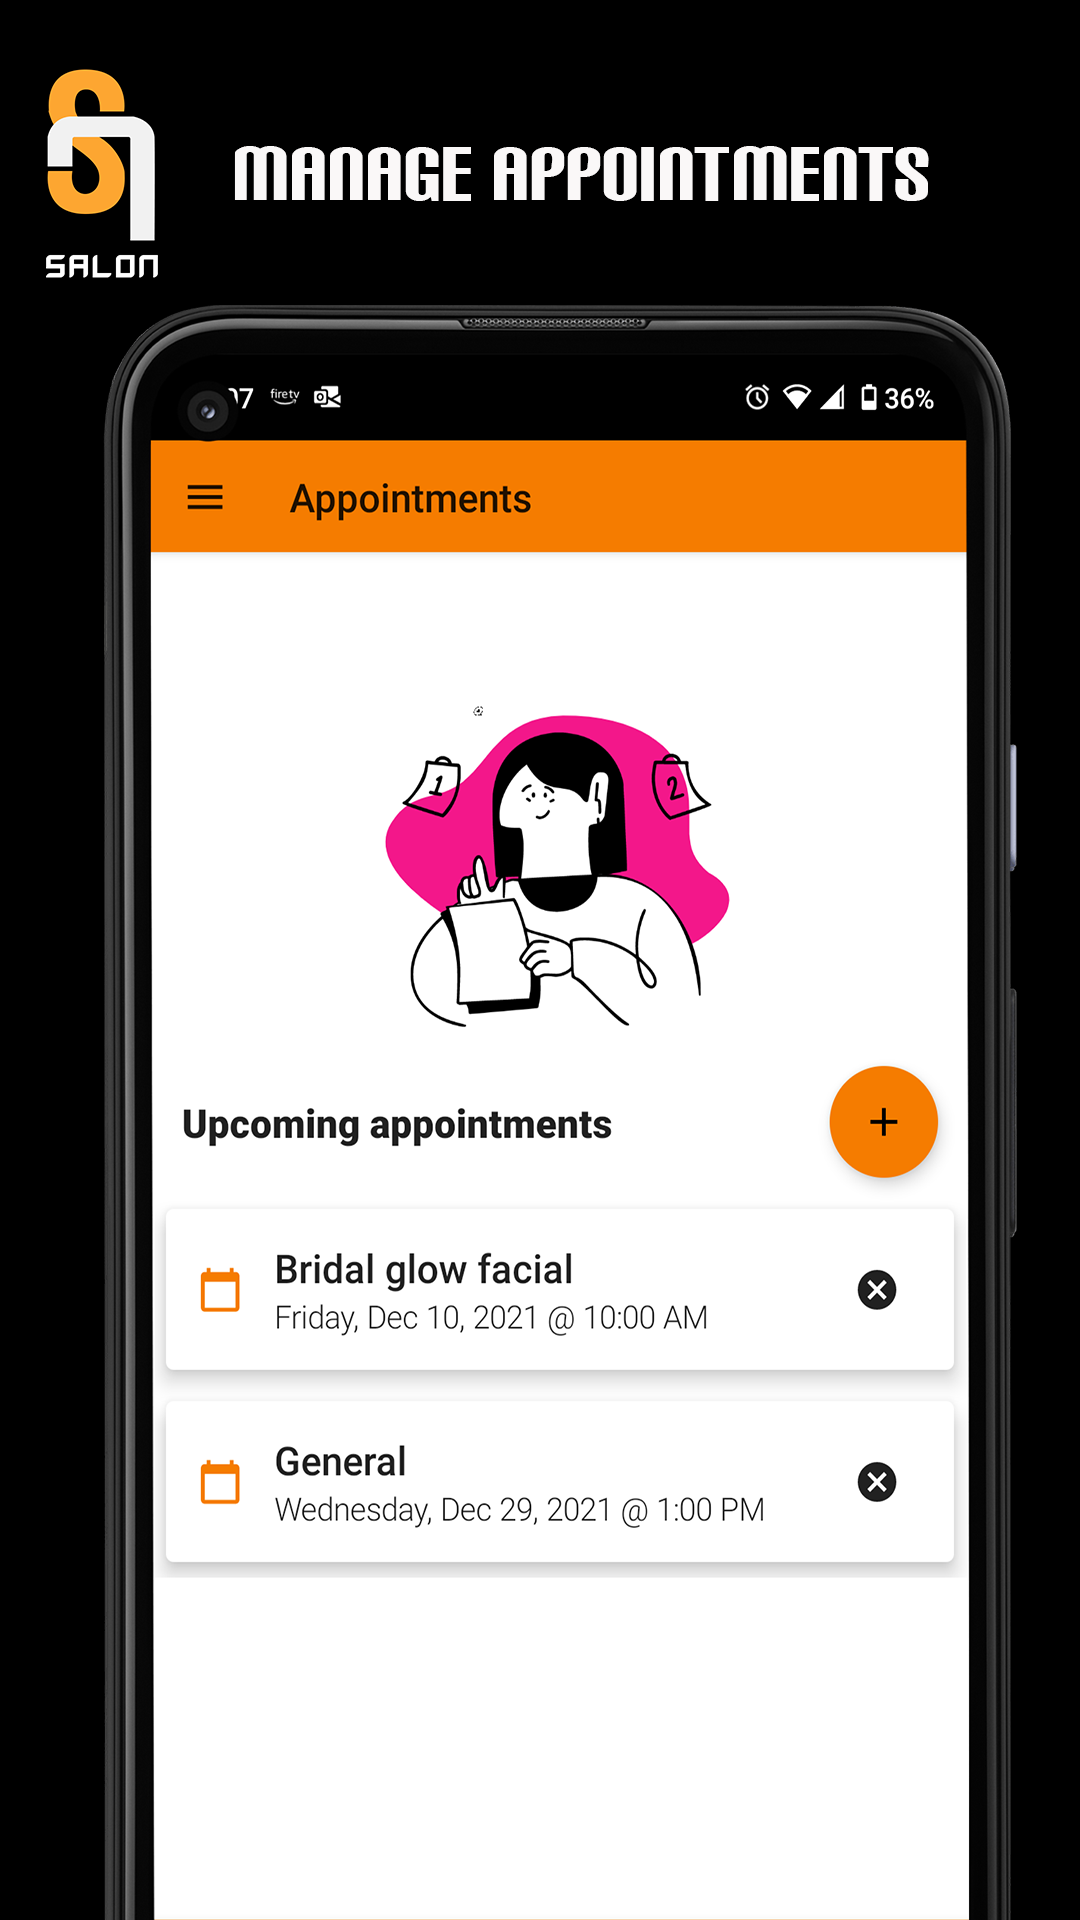 SALON
MANAGE APPOINTMENTS
firetv
36%
Appointments
1
2
Upcoming appointments
+
Bridal glow facial
Friday, Dec 10, 2021 @ 10:00 AM
General
Wednesday, Dec 29, 2021 @ 1:00 PM